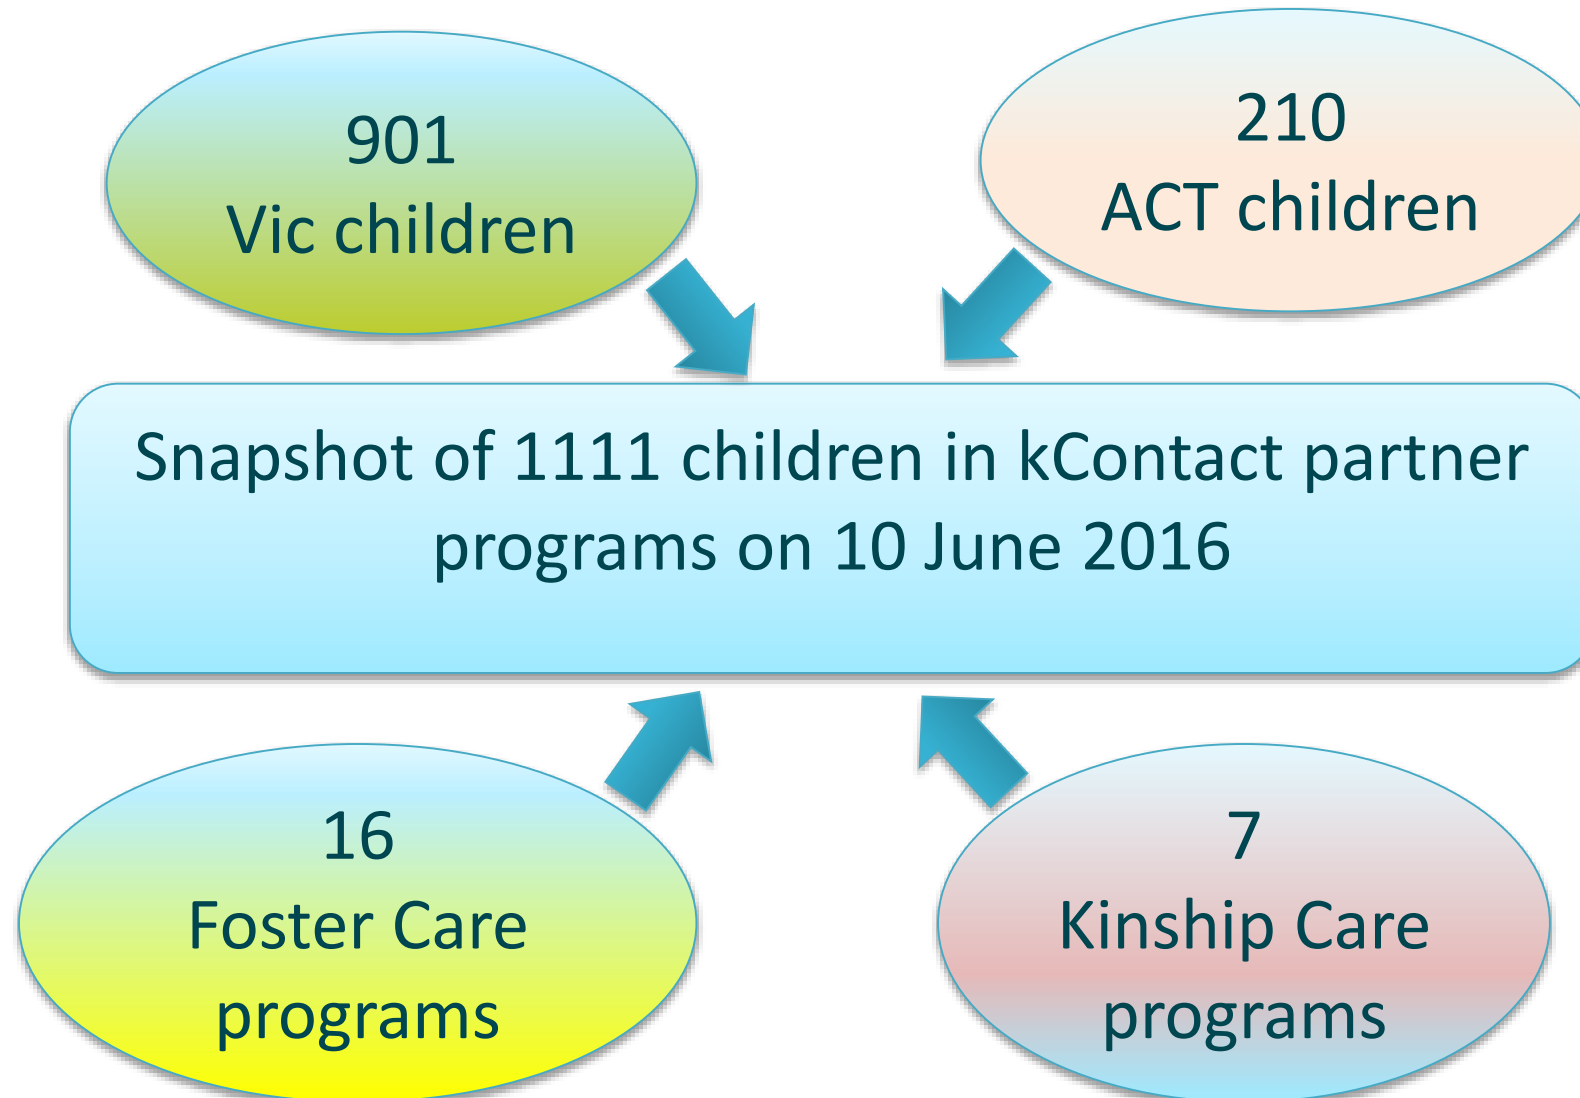 901
Vic children
210
ACT children
Snapshot of 1111 children in kContact partner
programs on 10 June 2016
16
Foster Care
programs
7
Kinship Care
programs